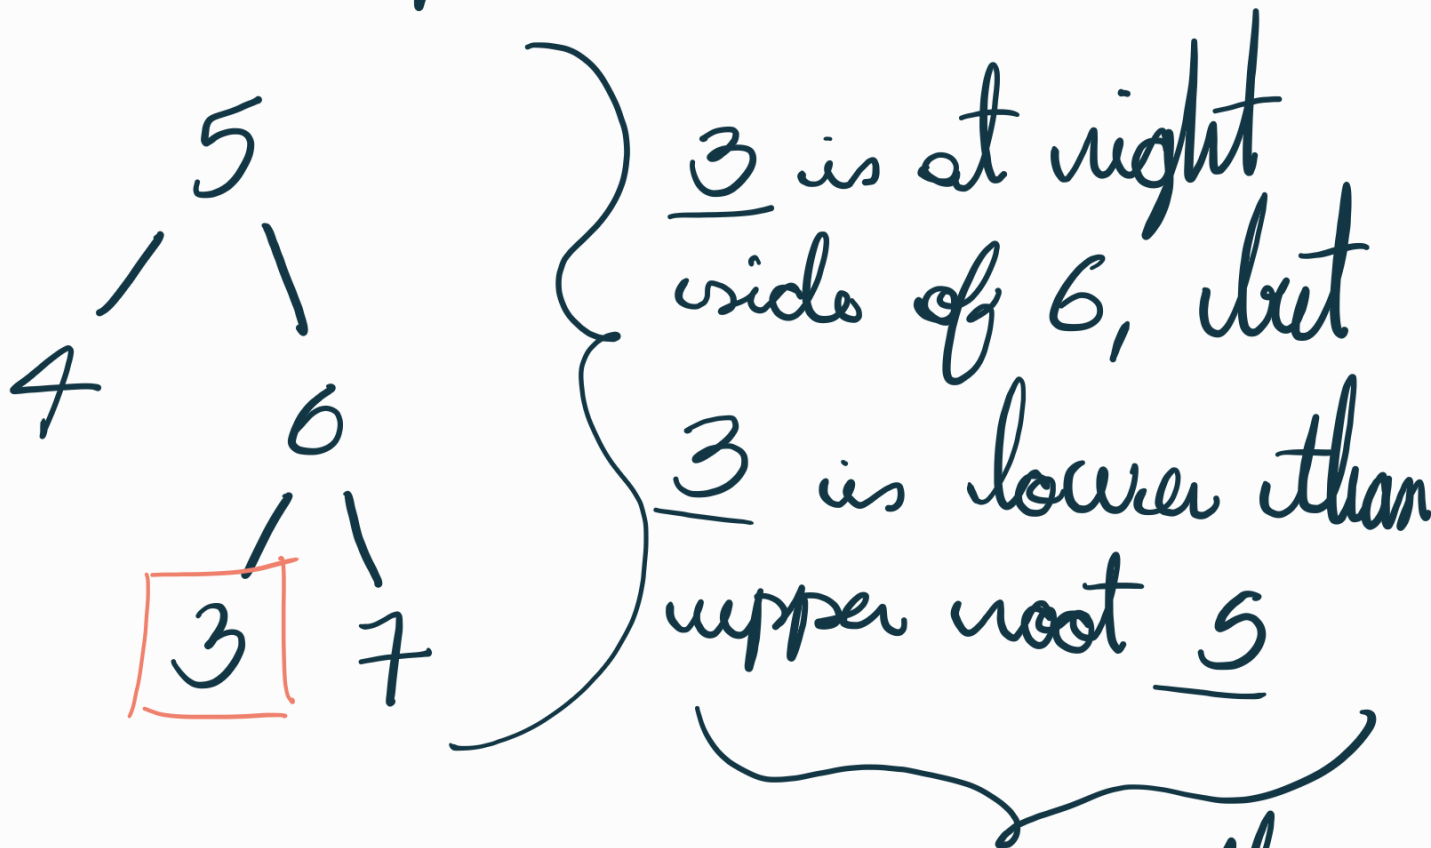 5
4
6
3
7
3 is at right
side of 6, but
3 is lower than
upper root 5